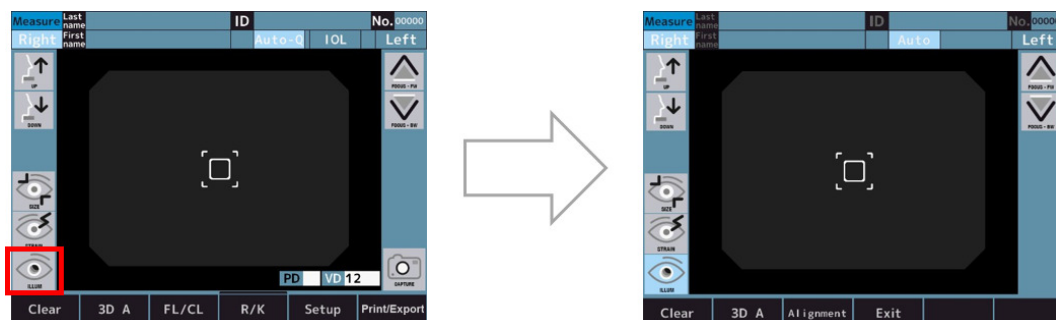 Measure Last name ID No. 00000
Right First name Auto-Q IOL Left
UP
FOCUS - FW
DOWN
FOCUS - BW
SIZE
STRAIN
ILLUM
CAPTURE
PD VD 12
Clear 3D A FL/CL R/K Setup Print/Export
Measure Last name ID No. 00000
Right First name Auto Left
UP
FOCUS - FW
DOWN
FOCUS - BW
SIZE
STRAIN
ILLUM
Clear 3D A Alignment Exit